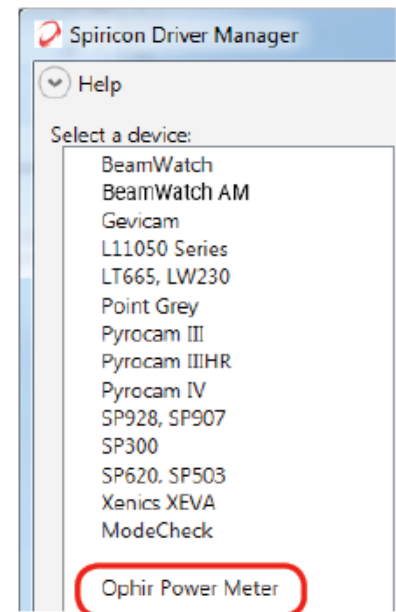 Spiricon Driver Manager
Help
Select a device:
BeamWatch
BeamWatch AM
Gevicam
L11050 Series
LT665, LW230
Point Grey
Pyrocam III
Pyrocam IIIHR
Pyrocam IV
SP928, SP907
SP300
SP620, SP503
Xenics XEVA
ModeCheck
Ophir Power Meter